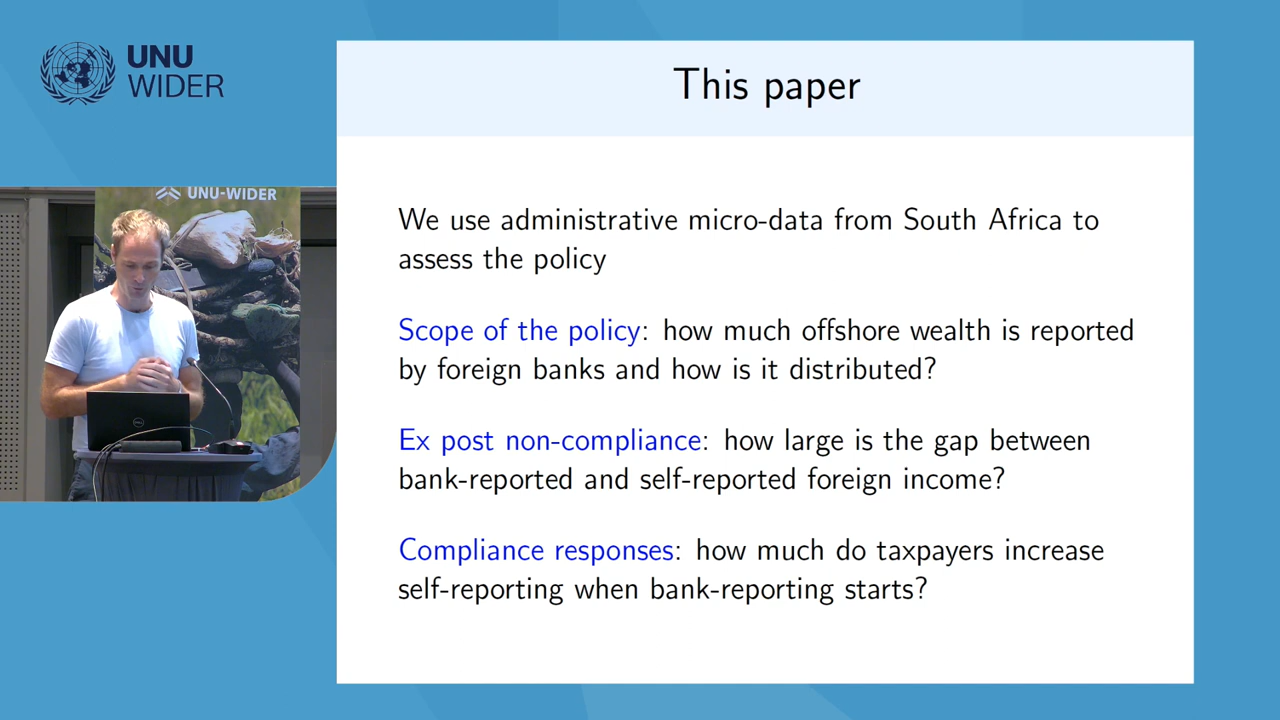 UNU
WIDER
UNU-WIDER
This paper
We use administrative micro-data from South Africa to
assess the policy
Scope of the policy: how much offshore wealth is reported
by foreign banks and how is it distributed?
Ex post non-compliance: how large is the gap between
bank-reported and self-reported foreign income?
Compliance responses: how much do taxpayers increase
self-reporting when bank-reporting starts?